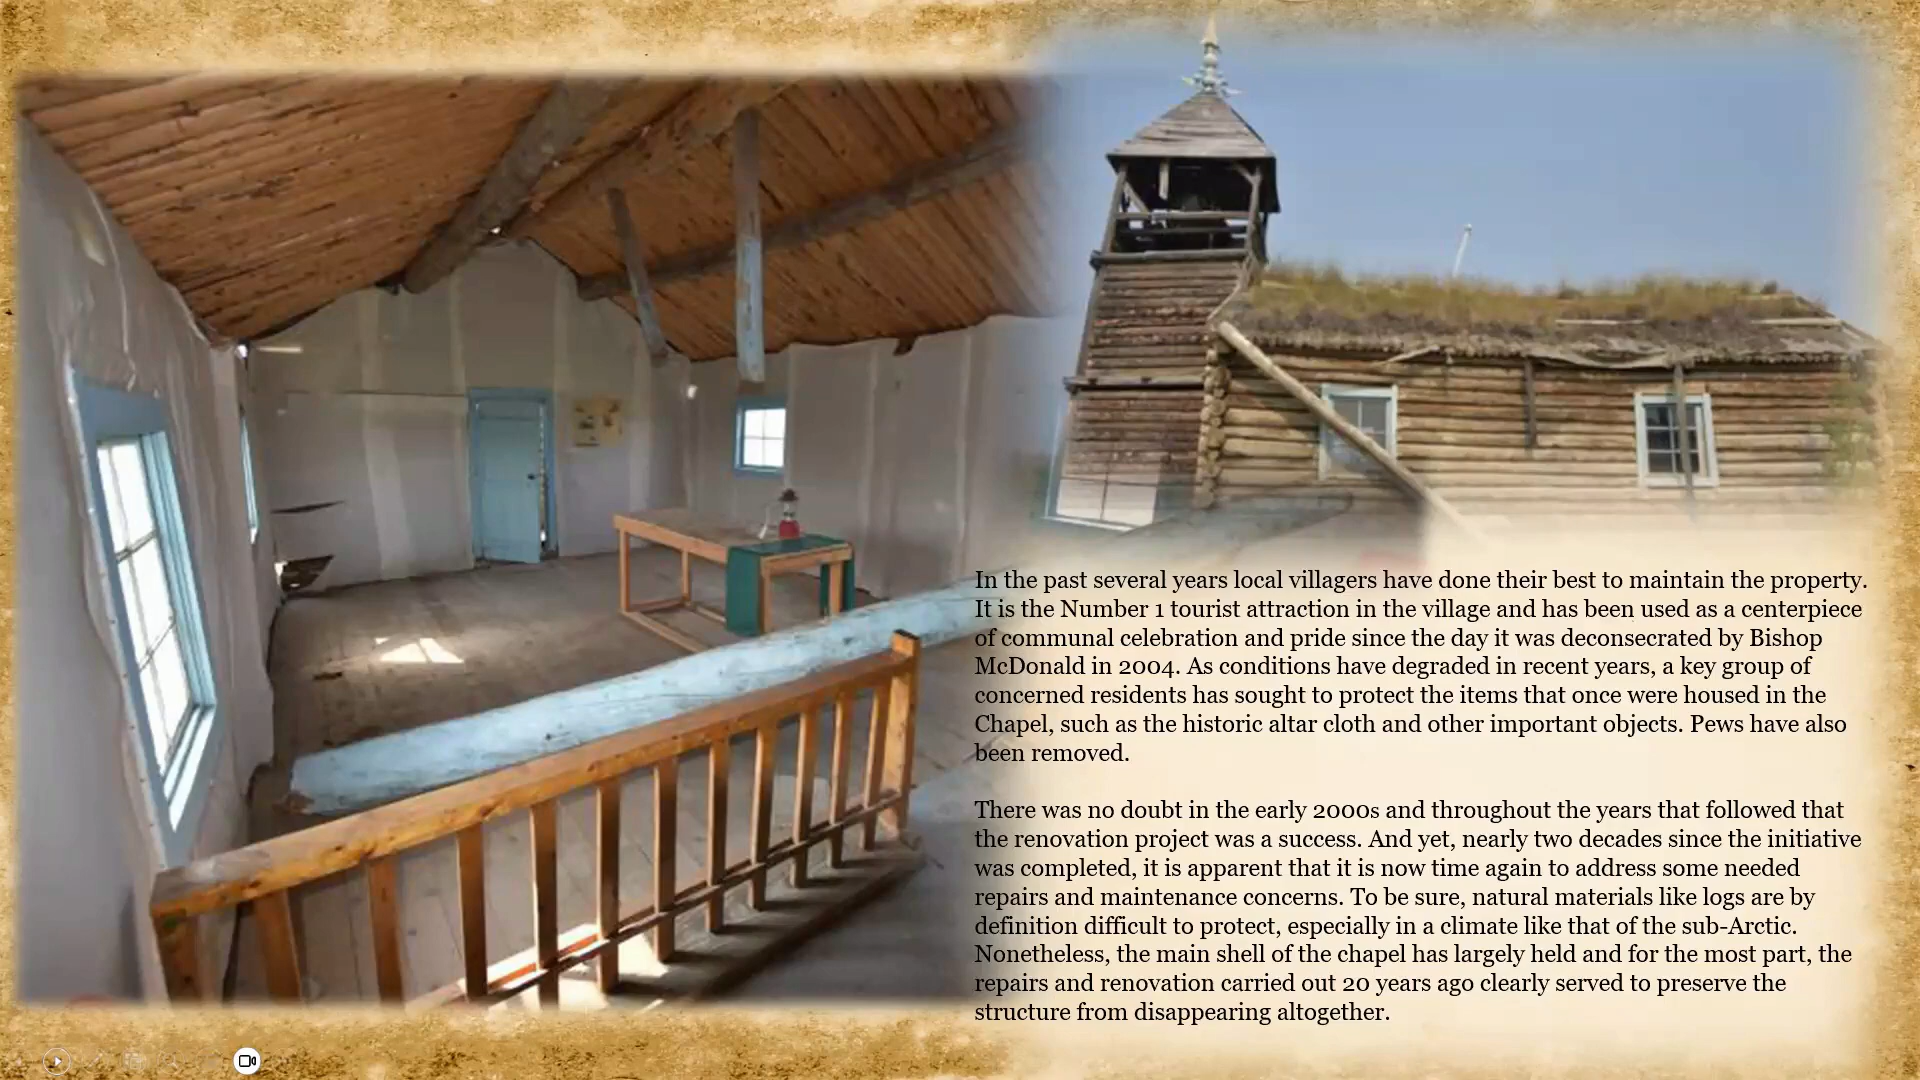 In the past several years local villagers have done their best to maintain the property.
It is the Number 1 tourist attraction in the village and has been used as a centerpiece
of communal celebration and pride since the day it was deconsecrated by Bishop
McDonald in 2004. As conditions have degraded in recent years, a key group of
concerned residents has sought to protect the items that once were housed in the
Chapel, such as the historic altar cloth and other important objects. Pews have also
been removed.
There was no doubt in the early 2000s and throughout the years that followed that
the renovation project was a success. And yet, nearly two decades since the initiative
was completed, it is apparent that it is now time again to address some needed
repairs and maintenance concerns. To be sure, natural materials like logs are by
definition difficult to protect, especially in a climate like that of the sub-Arctic.
Nonetheless, the main shell of the chapel has largely held and for the most part, the
repairs and renovation carried out 20 years ago clearly served to preserve the
structure from disappearing altogether.